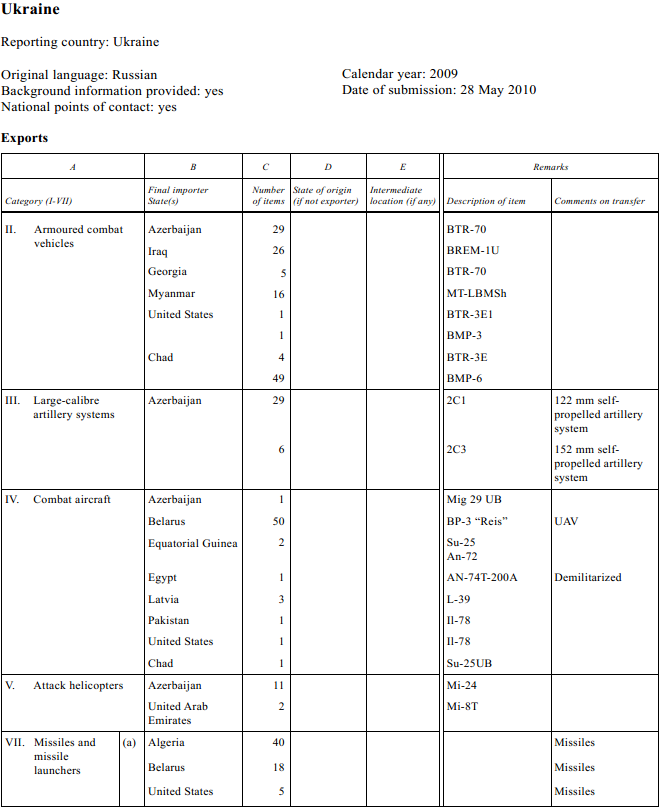 Ukraine
Reporting country: Ukraine
Original language: Russian
Calendar year: 2009
Background information provided: yes
Date of submission: 28 May 2010
National points of contact: yes
Exports
A B C D E Remarks
Category (I-VII) Final importer State(s) Number of items State of origin (if not exporter) Intermediate location (if any) Description of item Comments on transfer
II. Armoured combat vehicles Azerbaijan 29 BTR-70
Iraq 26 BREM-1U
Georgia 5 BTR-70
Myanmar 16 MT-LBMSh
United States 1 BTR-3E1
1 BMP-3
Chad 4 BTR-3E
49 BMP-6
III. Large-calibre artillery systems Azerbaijan 29 2C1 122 mm self-propelled artillery system
6 2C3 152 mm self-propelled artillery system
IV. Combat aircraft Azerbaijan 1 Mig 29 UB
Belarus 50 BP-3 “Reis” UAV
Equatorial Guinea 2 Su-25
An-72
Egypt 1 AN-74T-200A Demilitarized
Latvia 3 L-39
Pakistan 1 Il-78
United States 1 Il-78
Chad 1 Su-25UB
V. Attack helicopters Azerbaijan 11 Mi-24
United Arab Emirates 2 Mi-8T
VII. Missiles and missile launchers (a) Algeria 40 Missiles
Belarus 18 Missiles
United States 5 Missiles